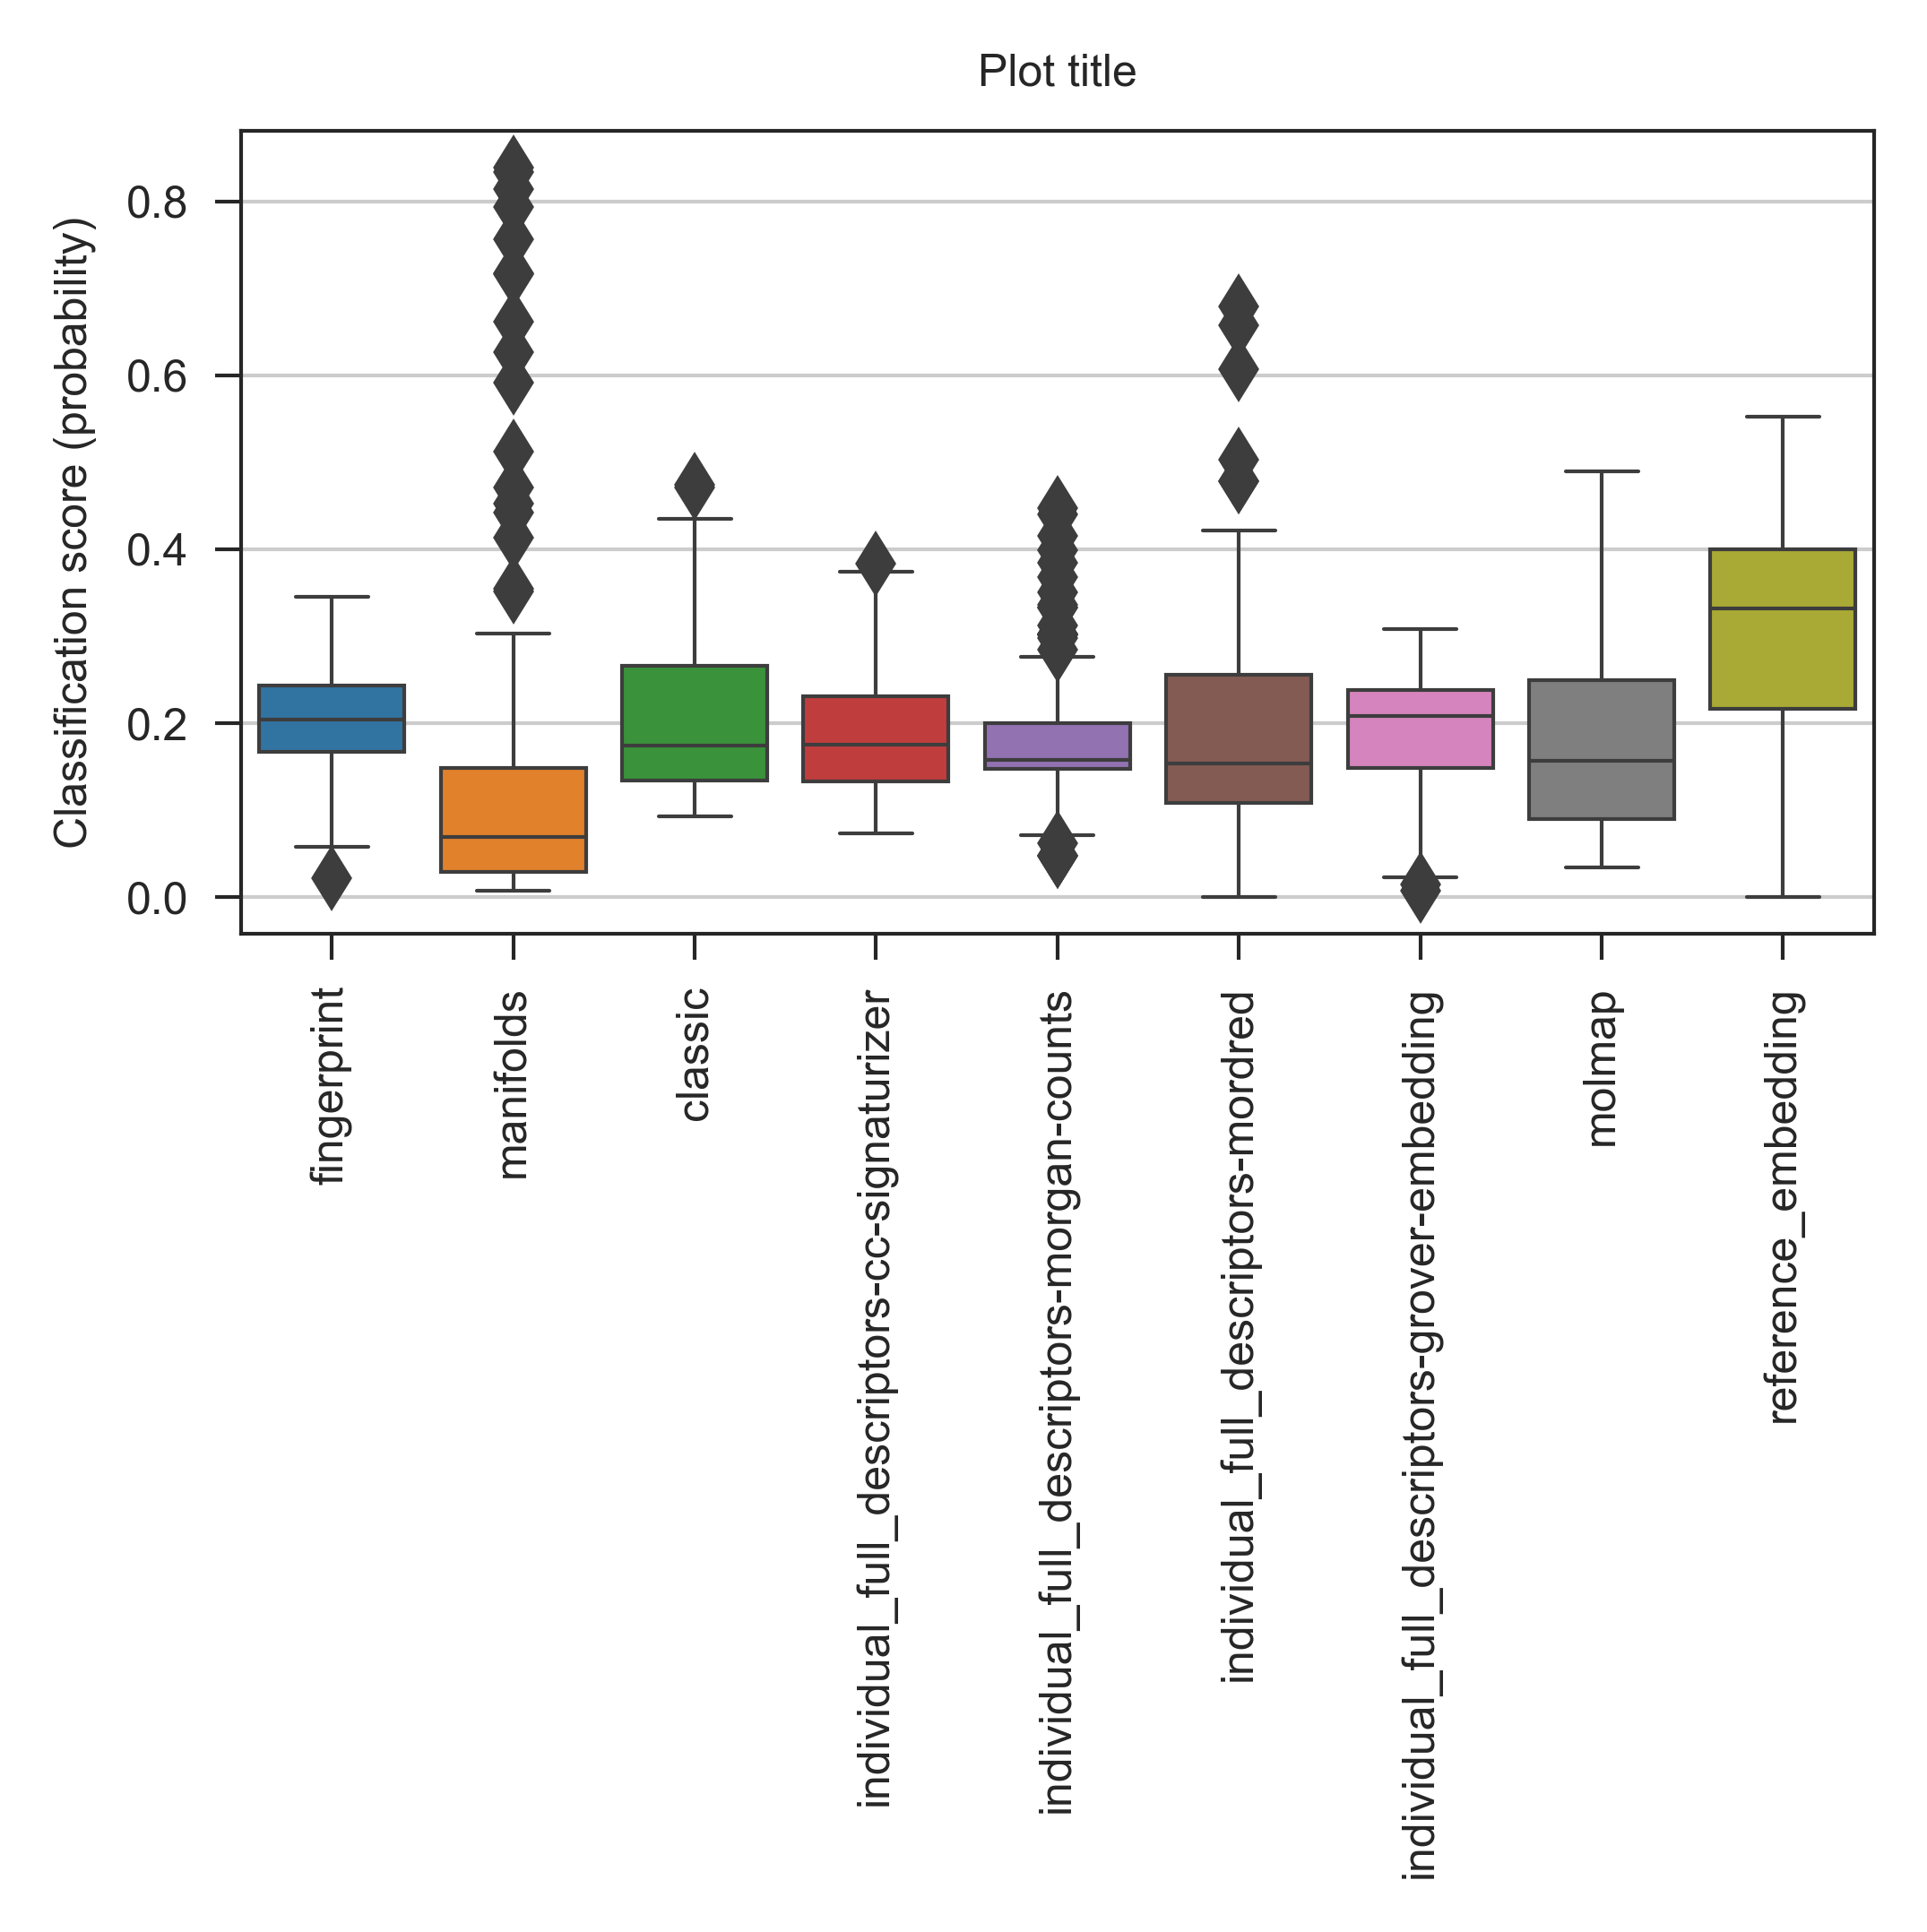 Plot title
Classification score (probability)
0.8
0.6
0.4
0.2
0.0
fingerprint
manifolds
classic
individual_full_descriptors-cc-signaturizer
individual_full_descriptors-morgan-counts
individual_full_descriptors-mordred
individual_full_descriptors-grover-embedding
molmap
reference_embedding